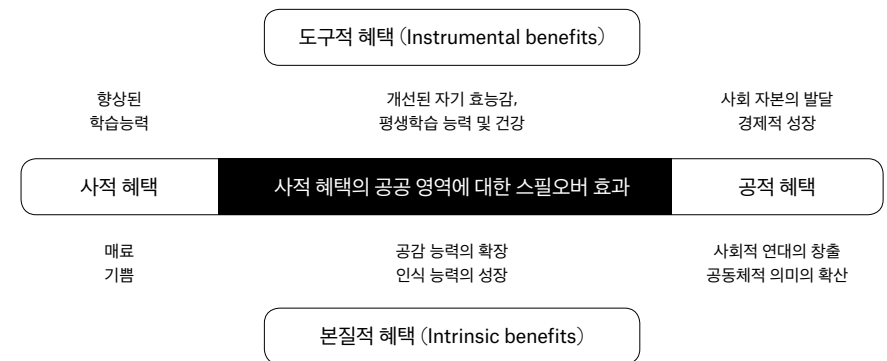 도구적 혜택 (Instrumental benefits)
향상된
학습능력
개선된 자기 효능감,
평생학습 능력 및 건강
사회 자본의 발달
경제적 성장
사적 혜택
사적 혜택의 공공 영역에 대한 스필오버 효과
공적 혜택
매료
기쁨
공감 능력의 확장
인식 능력의 성장
사회적 연대의 창출
공동체적 의미의 확산
본질적 혜택 (Intrinsic benefits)